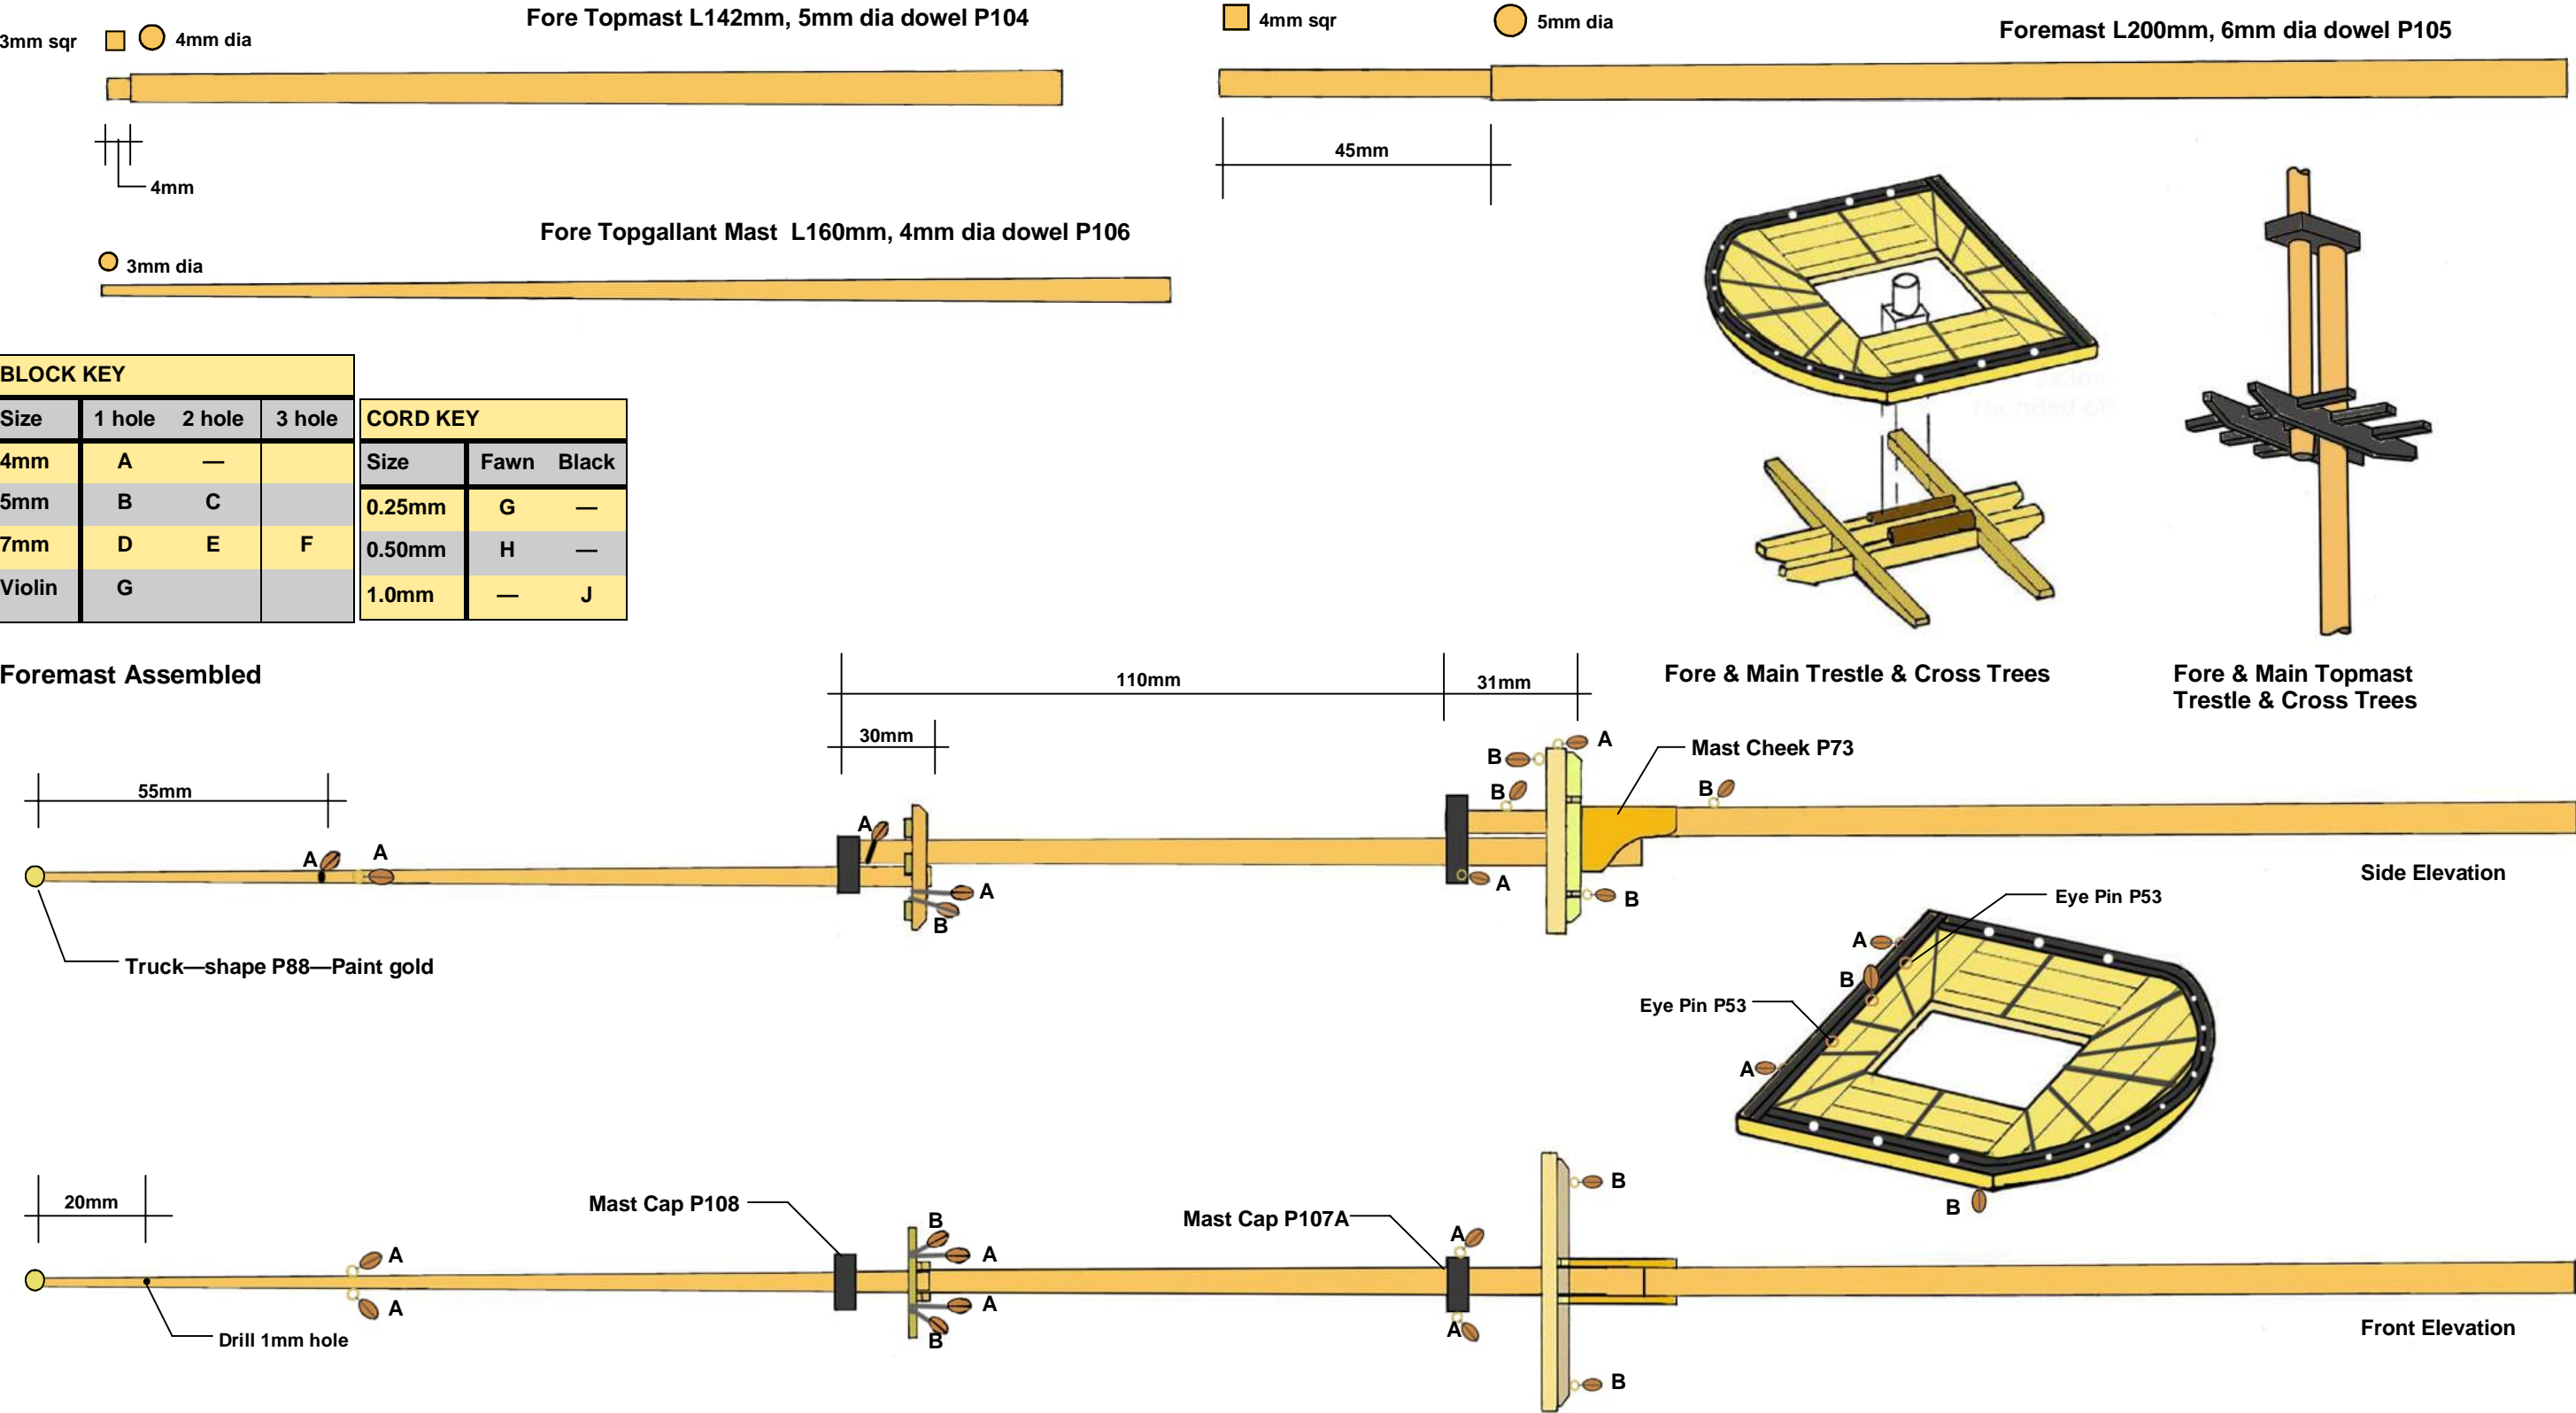 Fore Topmast L142mm, 5mm dia dowel P104
3mm sqr
4mm dia
4mm
4mm sqr
5mm dia
Foremast L200mm, 6mm dia dowel P105
45mm
Fore Topgallant Mast L160mm, 4mm dia dowel P106
3mm dia
BLOCK KEY
Size 1 hole 2 hole 3 hole
4mm A —
5mm B C
7mm D E F
Violin G
CORD KEY
Size Fawn Black
0.25mm G —
0.50mm H —
1.0mm — J
Fore & Main Trestle & Cross Trees
Fore & Main Topmast
Trestle & Cross Trees
Foremast Assembled
110mm
31mm
30mm
55mm
A
A
A
A
B
B
B
A
A
B
B
Mast Cheek P73
Side Elevation
Truck—shape P88—Paint gold
Eye Pin P53
A
B
Eye Pin P53
A
B
20mm
Mast Cap P108
Mast Cap P107A
A
A
B
A
A
B
A
A
B
B
Drill 1mm hole
Front Elevation